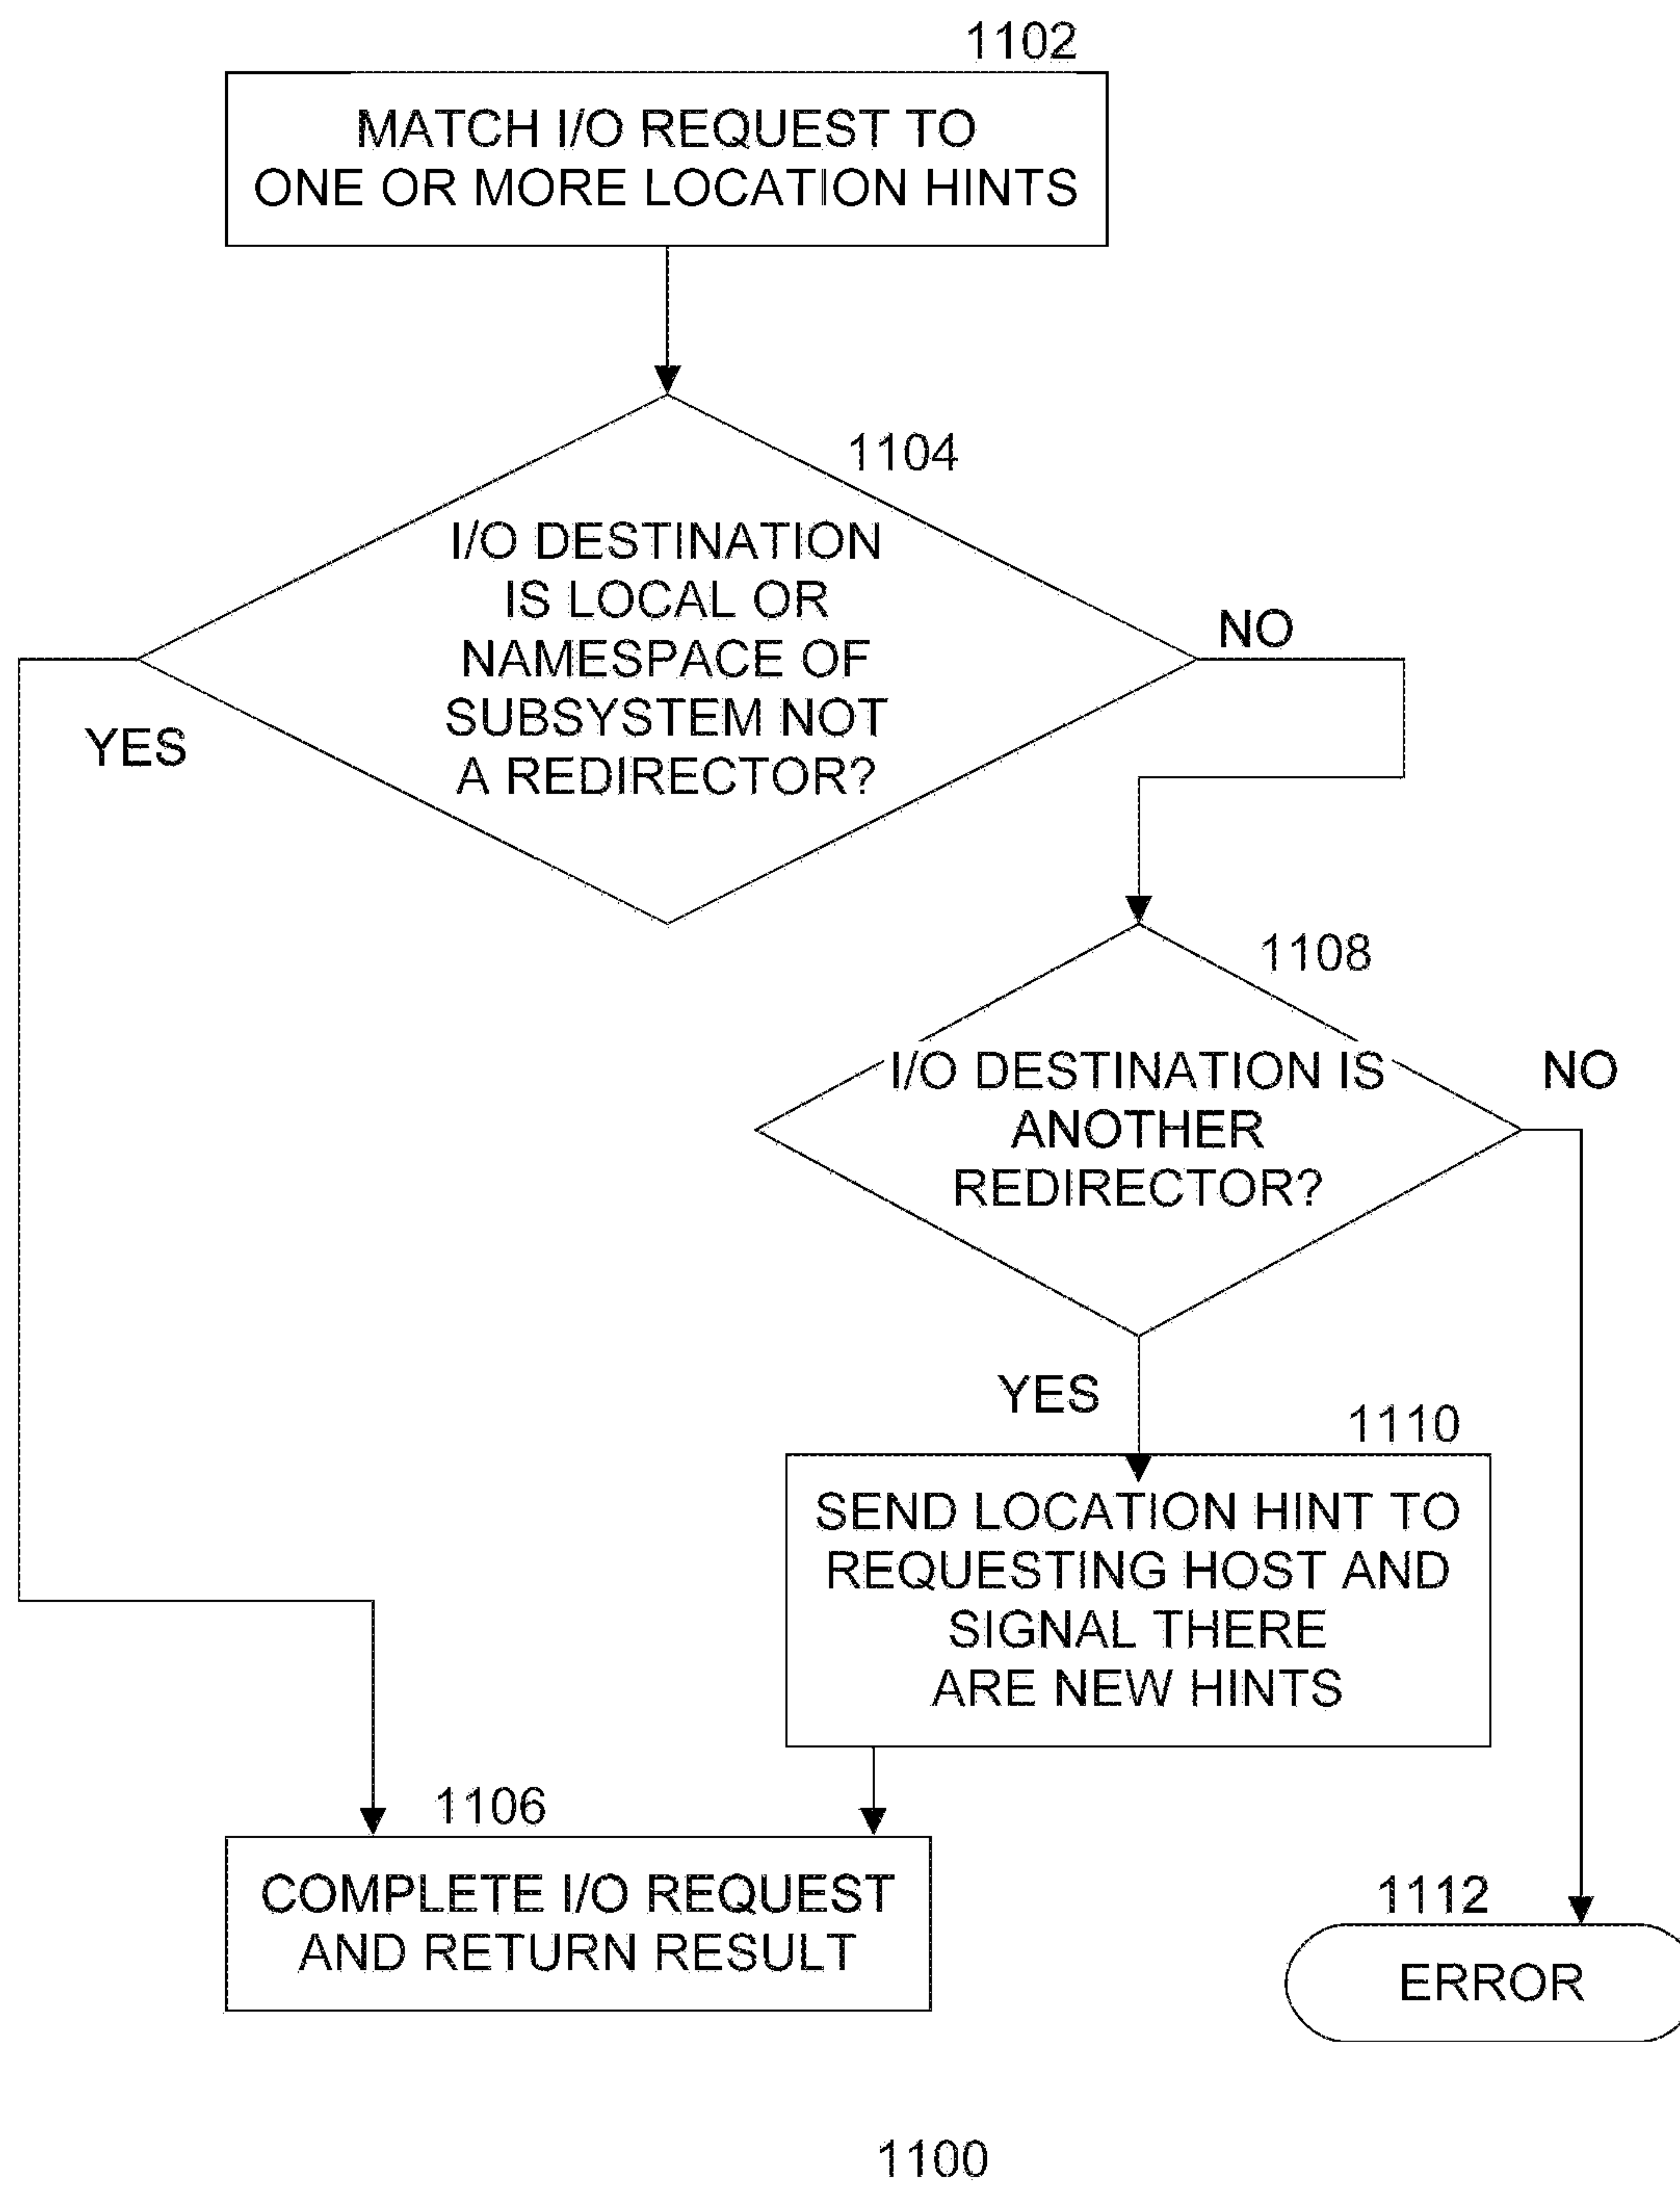 1102
MATCH I/O REQUEST TO
ONE OR MORE LOCATION HINTS
1104
I/O DESTINATION
IS LOCAL OR
NAMESPACE OF
SUBSYSTEM NOT
A REDIRECTOR?
NO
YES
1108
I/O DESTINATION IS
ANOTHER
REDIRECTOR?
NO
YES
1110
SEND LOCATION HINT TO
REQUESTING HOST AND
SIGNAL THERE
ARE NEW HINTS
1106
COMPLETE I/O REQUEST
AND RETURN RESULT
1112
ERROR
1100